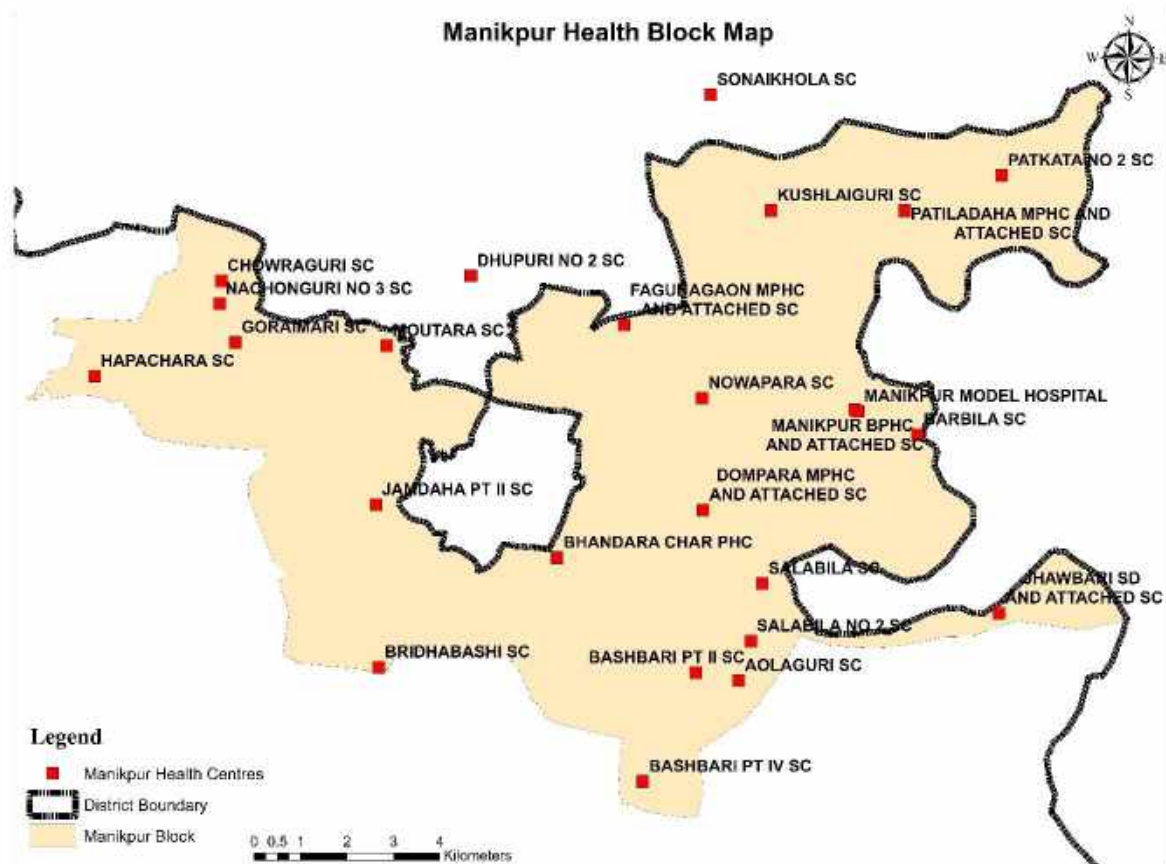 Manikpur Health Block Map
N
W
E
S
SONAIKHOLA SC
PATKATA NO 2 SC
KUSHLAIGURI SC
PATILADAHA MPHC AND
ATTACHED SC
CHOWRAGURI SC
NACHONGURI NO 3 SC
DHUPURI NO 2 SC
FAGUNAGAON MPHC
AND ATTACHED SC
GORAIMARI SC
MOUTARA SC
HAPACHARA SC
NOWAPARA SC
MANIKPUR MODEL HOSPITAL
MANIKPUR BPHC
AND ATTACHED SC
BARBILA SC
DOMPARA MPHC
AND ATTACHED SC
JAMDAHA PT II SC
BHANDARA CHAR PHC
SALABILA SC
JHAWBARI SD
AND ATTACHED SC
SALABILA NO 2 SC
BRIDHABASHI SC
BASHBARI PT II SC
AOLAGURI SC
BASHBARI PT IV SC
Legend
Manikpur Health Centres
District Boundary
Manikpur Block
0 0.5 1 2 3 4
Kilometers